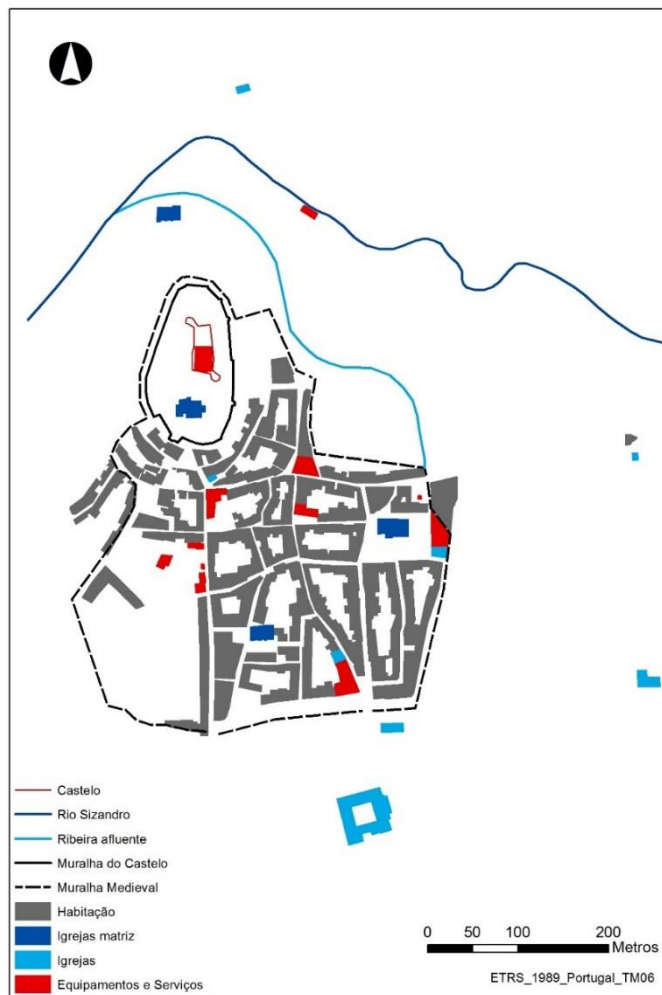 Castelo
Rio Sizandro
Ribeira afluente
Muralha do Castelo
Muralha Medieval
Habitação
Igrejas matriz
Igrejas
Equipamentos e Serviços
0 50 100 200
Metros
ETRS_1989_Portugal_TM06